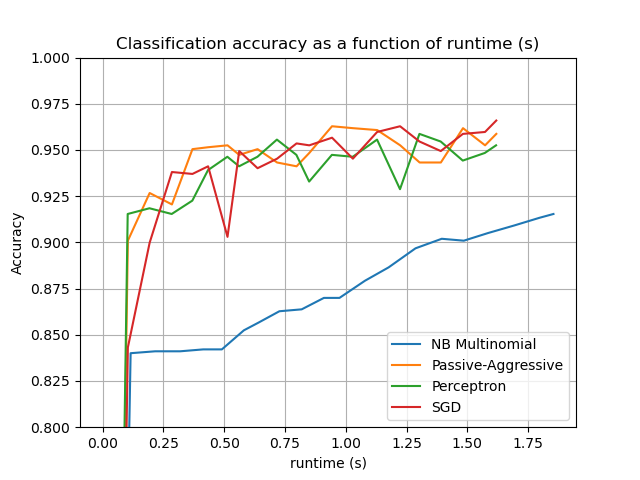 Classification accuracy as a function of runtime (s)
1.000
0.975
0.950
0.925
0.900
0.875
0.850
0.825
0.800
Accuracy
NB Multinomial
Passive-Aggressive
Perceptron
SGD
0.00 0.25 0.50 0.75 1.00 1.25 1.50 1.75
runtime (s)